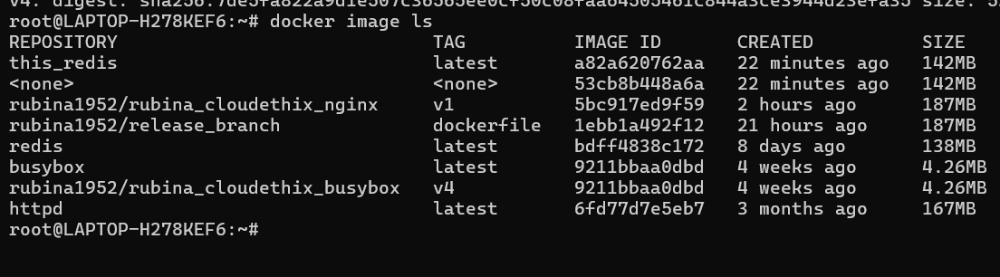 root@LAPTOP-H278KEF6:~# docker image ls
REPOSITORY TAG IMAGE ID CREATED SIZE
this_redis latest a82a620762aa 22 minutes ago 142MB
<none> <none> 53cb8b448a6a 22 minutes ago 142MB
rubina1952/rubina_cloudethix_nginx v1 5bc917ed9f59 2 hours ago 187MB
rubina1952/release_branch dockerfile 1ebb1a492f12 21 hours ago 187MB
redis latest bdff4838c172 8 days ago 138MB
busybox latest 9211bbaa0dbd 4 weeks ago 4.26MB
rubina1952/rubina_cloudethix_busybox v4 9211bbaa0dbd 4 weeks ago 4.26MB
httpd latest 6fd77d7e5eb7 3 months ago 167MB
root@LAPTOP-H278KEF6:~#